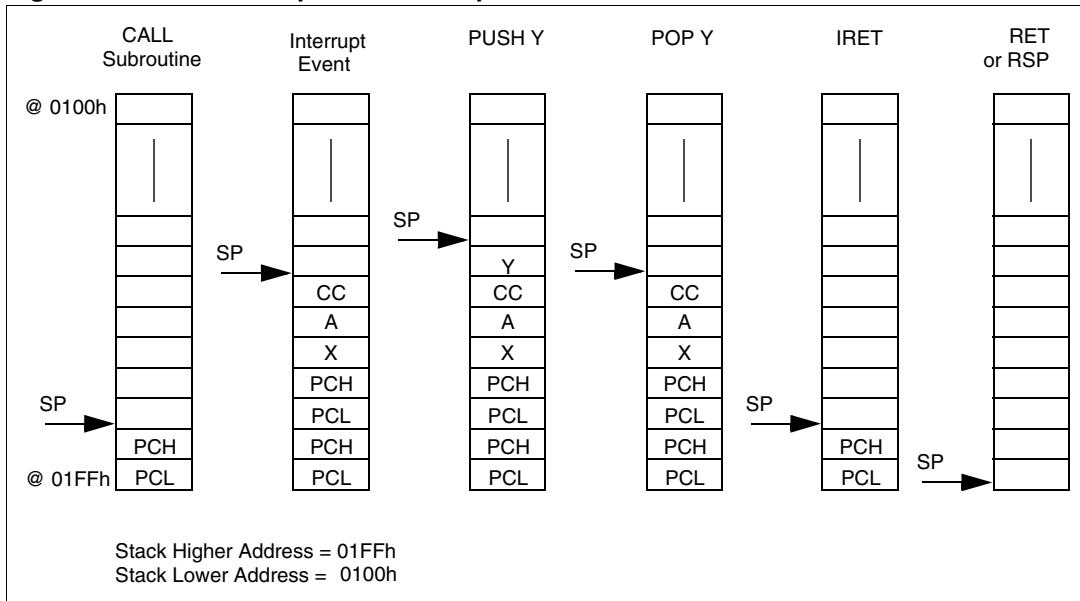 CALL
Subroutine
Interrupt
Event
PUSH Y
POP Y
IRET
RET
or RSP
@ 0100h
SP
SP
SP
Y
CC
CC
CC
A
A
A
X
X
X
PCH
PCH
PCH
SP
SP
PCL
PCL
PCL
PCH
PCH
PCH
PCH
PCH
SP
@ 01FFh
PCL
PCL
PCL
PCL
PCL
Stack Higher Address = 01FFh
Stack Lower Address = 0100h